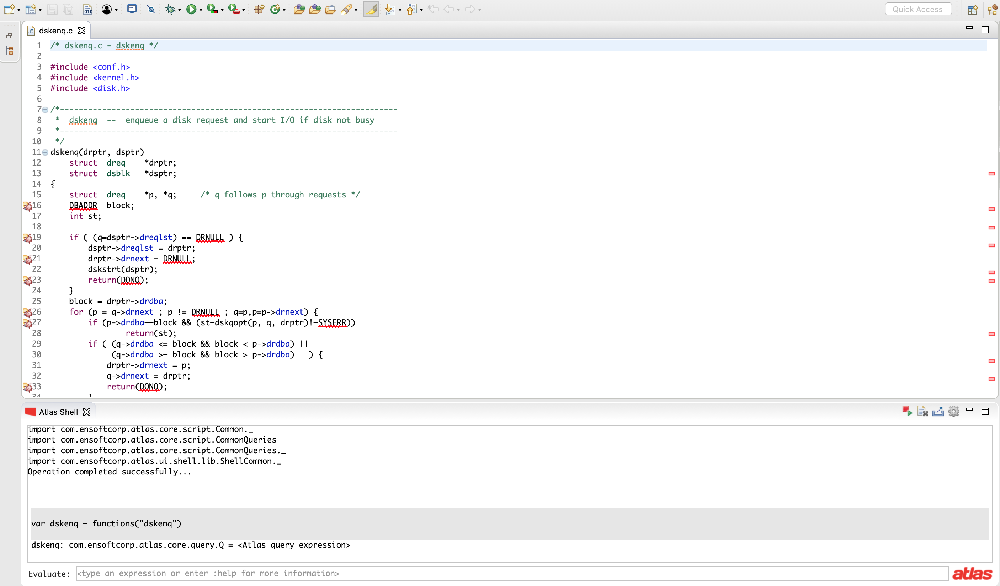 Quick Access
dskenq.c
1 /* dskenq.c - dskenq */
2
3 #include <conf.h>
4 #include <kernel.h>
5 #include <disk.h>
6
7 /*------------------------------------------------------------------------
8  *  dskenq  --  enqueue a disk request and start I/O if disk not busy
9  *------------------------------------------------------------------------
10  */
11 dskenq(drptr, dsptr)
12     struct  dreq    *drptr;
13     struct  dsblk   *dsptr;
14 {
15     struct  dreq    *p, *q;     /* q follows p through requests */
16     DBADDR  block;
17     int st;
18
19     if ( (q=dsptr->dreqlst) == DRNULL ) {
20         dsptr->dreqlst = drptr;
21         drptr->drnext = DRNULL;
22         dskstrt(dsptr);
23         return(DONQ);
24     }
25     block = drptr->drdba;
26     for (p = q->drnext ; p != DRNULL ; q=p,p=p->drnext) {
27         if (p->drdba==block && (st=dskqopt(p, q, drptr)!=SYSERR))
28                 return(st);
29         if ( (q->drdba <= block && block < p->drdba) ||
30              (q->drdba >= block && block > p->drdba)   ) {
31             drptr->drnext = p;
32             q->drnext = drptr;
33             return(DONQ);
34         }
Atlas Shell
import com.ensoftcorp.atlas.core.script.Common._
import com.ensoftcorp.atlas.core.script.CommonQueries
import com.ensoftcorp.atlas.core.script.CommonQueries._
import com.ensoftcorp.atlas.ui.shell.lib.ShellCommon._
Operation completed successfully...
var dskenq = functions("dskenq")
dskenq: com.ensoftcorp.atlas.core.query.Q = <Atlas query expression>
Evaluate: <type an expression or enter :help for more information>
atlas